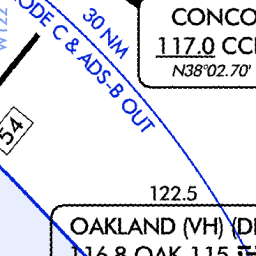 30 NM
ODE C & ADS-B OUT
W122
CONCO
117.0 CC
N38°02.70'
54
122.5
OAKLAND (VH) (D
116.8 OAK 115